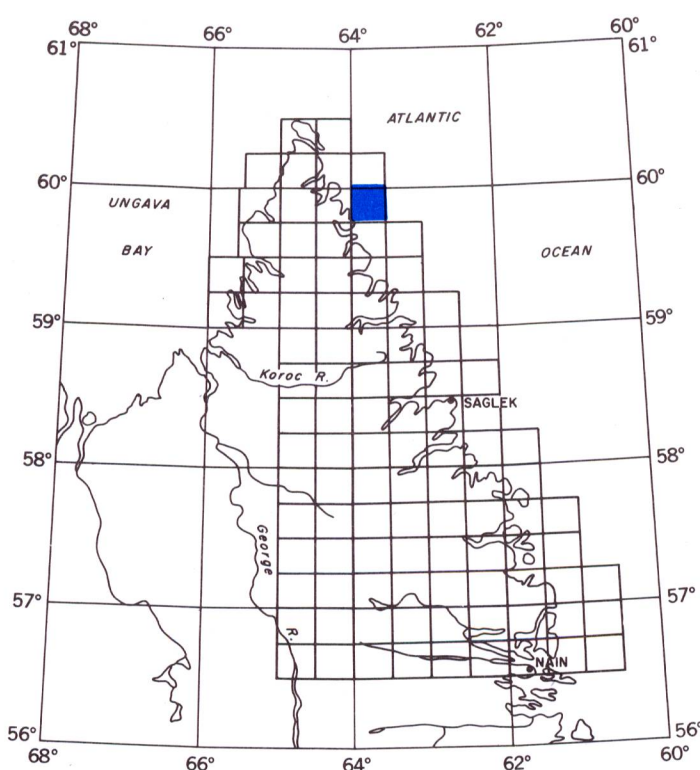 68° 66° 64° 62° 60°
61° 61°
ATLANTIC
60° 60°
UNGAVA
BAY
OCEAN
59° 59°
Koroc R.
SAGLEK
58° 58°
George
57° 57°
R.
NAIN
56° 56°
68° 66° 64° 62° 60°